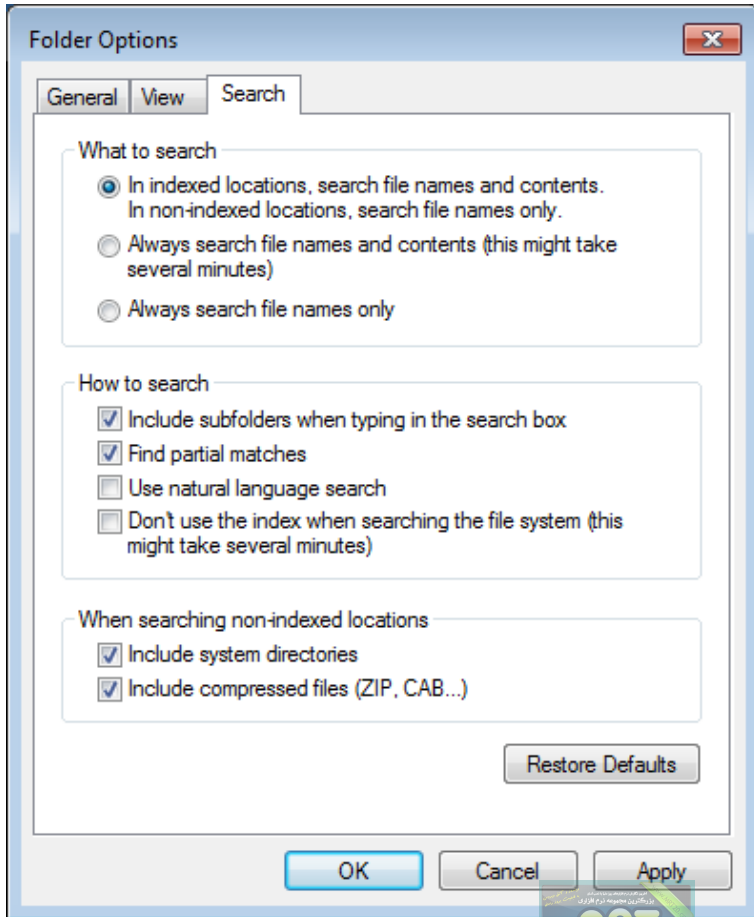 Folder Options
General
View
Search
What to search
In indexed locations, search file names and contents.
In non-indexed locations, search file names only.
Always search file names and contents (this might take
several minutes)
Always search file names only
How to search
Include subfolders when typing in the search box
Find partial matches
Use natural language search
Don't use the index when searching the file system (this
might take several minutes)
When searching non-indexed locations
Include system directories
Include compressed files (ZIP, CAB...)
Restore Defaults
OK
Cancel
Apply
بزرگترین مجموعه نرم افزاری